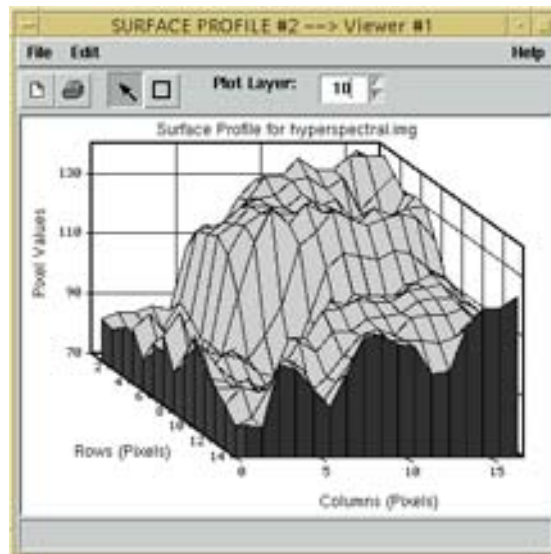 SURFACE PROFILE #2 --> Viewer #1
File Edit Help
Plot Layer: 10
Surface Profile for hyperspectral.img
130
110
90
70
Pixel Values
2
4
6
8
10
12
14
Rows (Pixels)
0 5 10 15
Columns (Pixels)